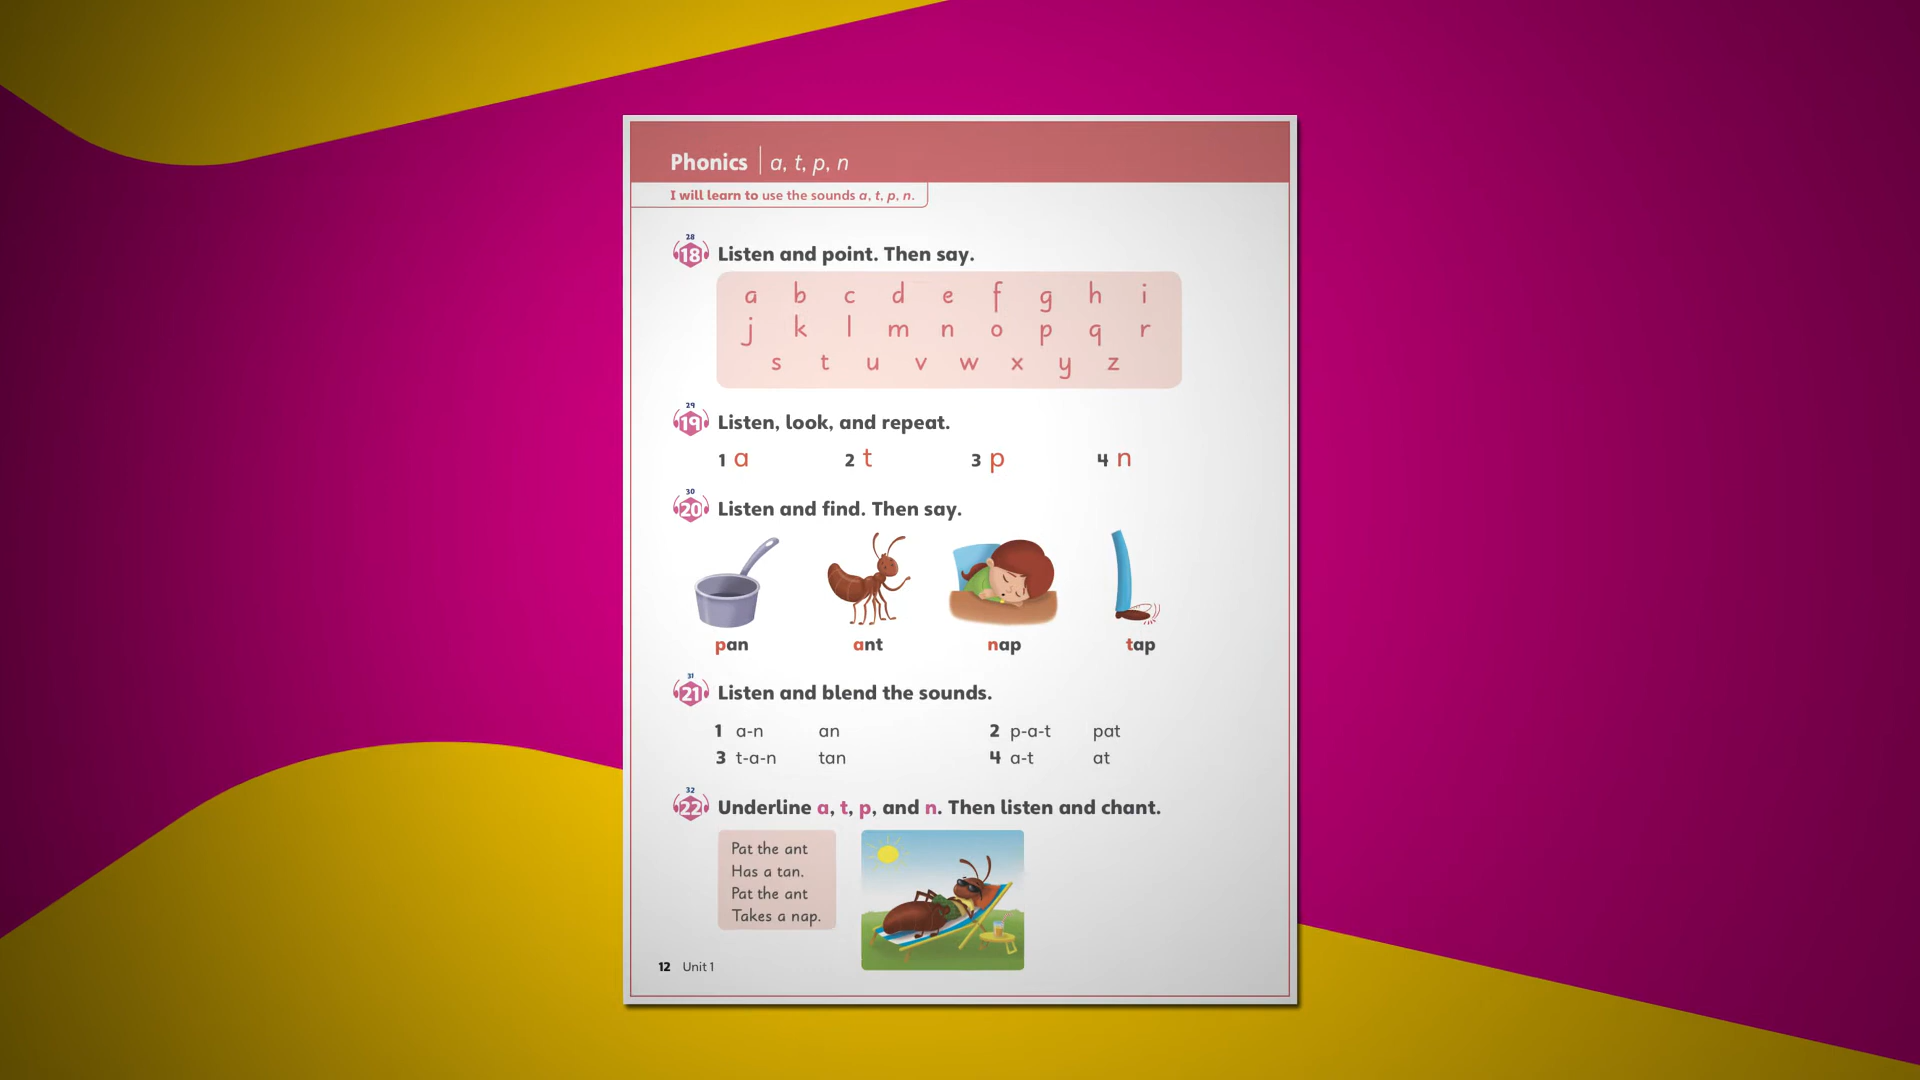 Phonics | a, t, p, n
I will learn to use the sounds a, t, p, n.
28
18 Listen and point. Then say.
a b c d e f g h i
j k l m n o p q r
s t u v w x y z
29
19 Listen, look, and repeat.
1 a 2 t 3 p 4 n
30
20 Listen and find. Then say.
pan ant nap tap
31
21 Listen and blend the sounds.
1 a-n an 2 p-a-t pat
3 t-a-n tan 4 a-t at
32
22 Underline a, t, p, and n. Then listen and chant.
Pat the ant
Has a tan.
Pat the ant
Takes a nap.
12 Unit 1